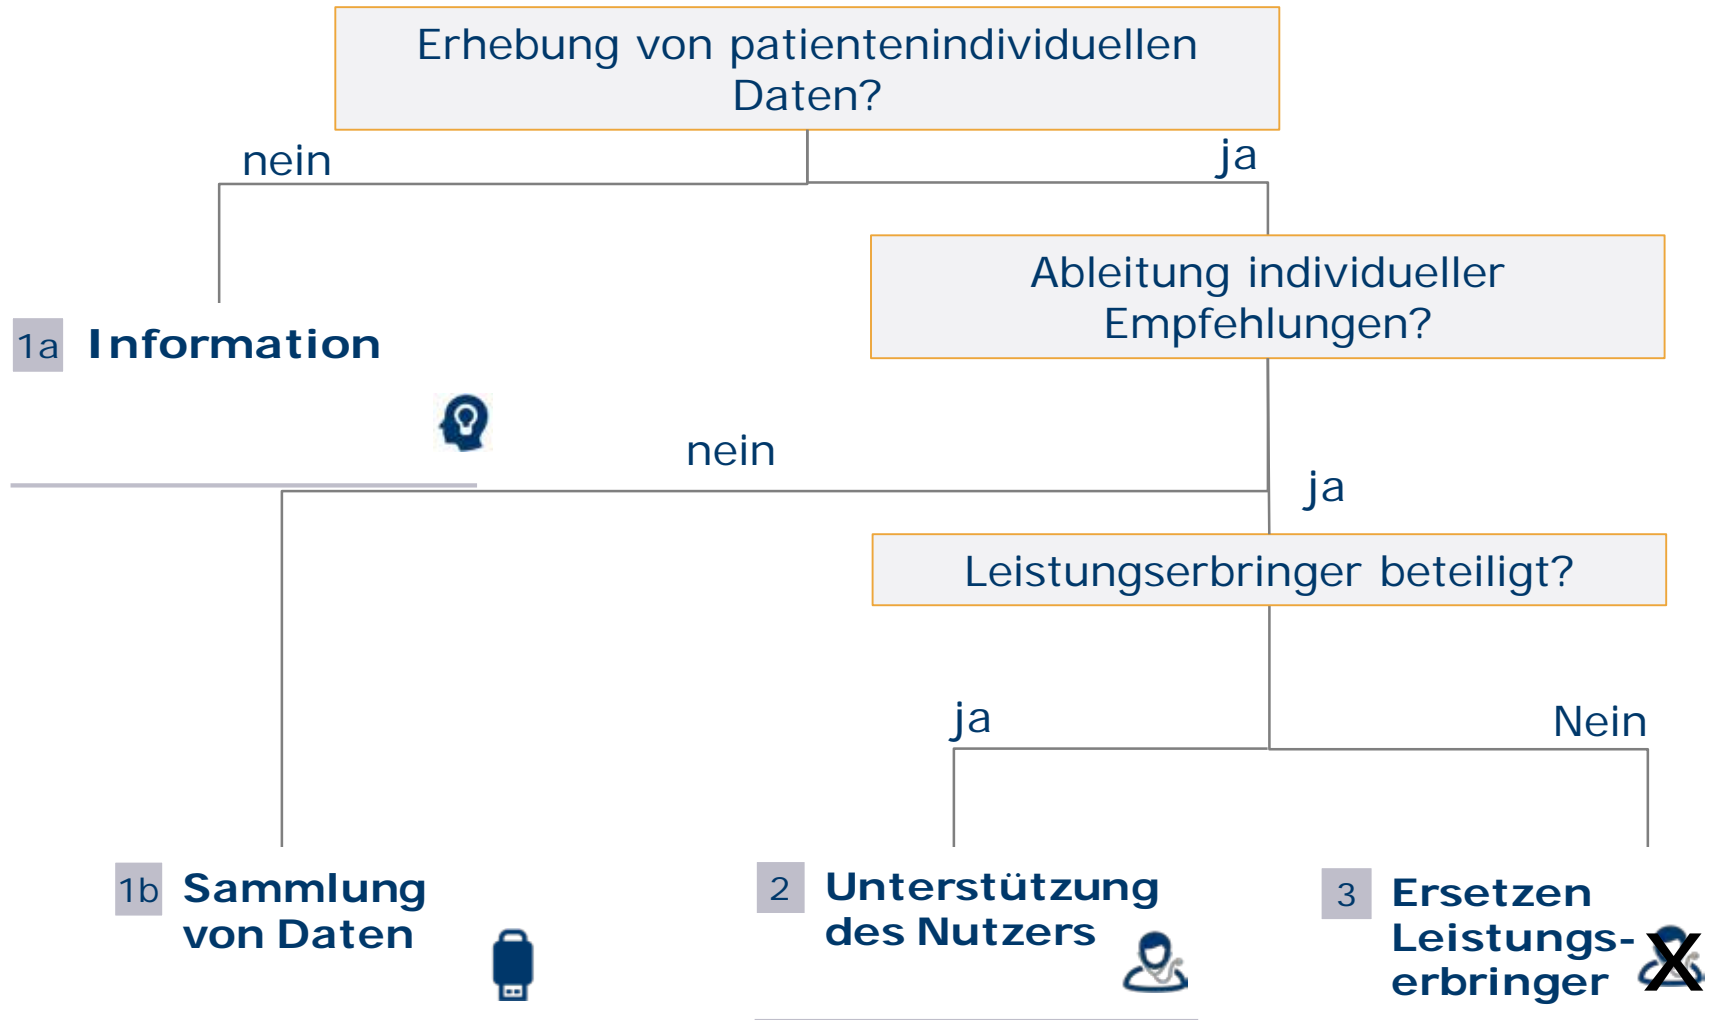 Erhebung von patientenindividuellen
Daten?
nein
ja
Ableitung individueller
Empfehlungen?
1a Information
nein
ja
Leistungserbringer beteiligt?
ja
Nein
1b Sammlung
von Daten
2 Unterstützung
des Nutzers
3 Ersetzen
Leistungs-
erbringer
X